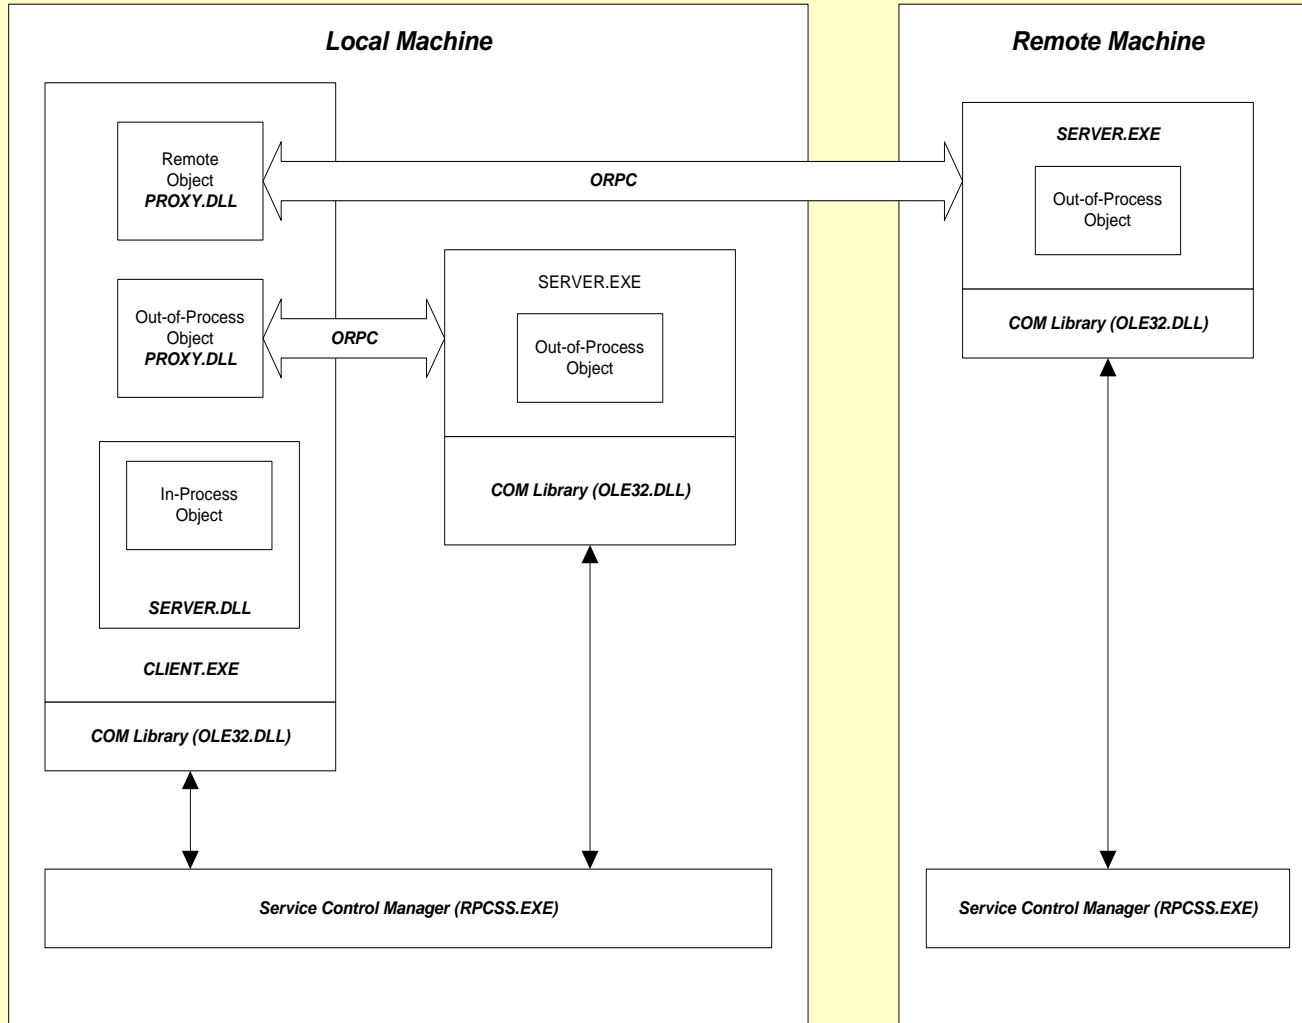 Local Machine
Remote
Object
PROXY.DLL
ORPC
Out-of-Process
Object
PROXY.DLL
ORPC
SERVER.EXE
Out-of-Process
Object
COM Library (OLE32.DLL)
In-Process
Object
SERVER.DLL
CLIENT.EXE
COM Library (OLE32.DLL)
Service Control Manager (RPCSS.EXE)
Remote Machine
SERVER.EXE
Out-of-Process
Object
COM Library (OLE32.DLL)
Service Control Manager (RPCSS.EXE)